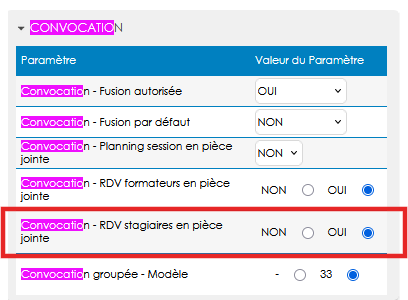 CONVOCATION
Paramètre Valeur du Paramètre
Convocation - Fusion autorisée OUI
Convocation - Fusion par défaut NON
Convocation - Planning session en pièce
jointe NON
Convocation - RDV formateurs en pièce
jointe NON OUI
Convocation - RDV stagiaires en pièce
jointe NON OUI
Convocation groupée - Modèle - 33